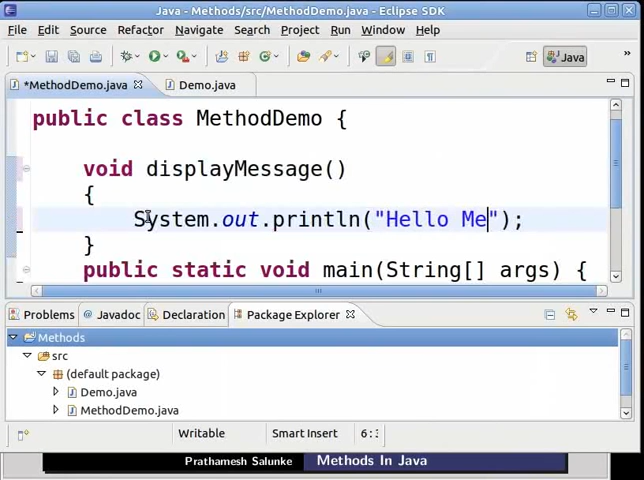 Java - Methods/src/MethodDemo.java - Eclipse SDK
File Edit Source Refactor Navigate Search Project Run Window Help
Java
*MethodDemo.java Demo.java
public class MethodDemo {
void displayMessage()
{
System.out.println("Hello Me");
}
public static void main(String[] args) {
Problems Javadoc Declaration Package Explorer
Methods
src
(default package)
Demo.java
MethodDemo.java
Writable Smart Insert 6:
Prathamesh Salunke Methods In Java